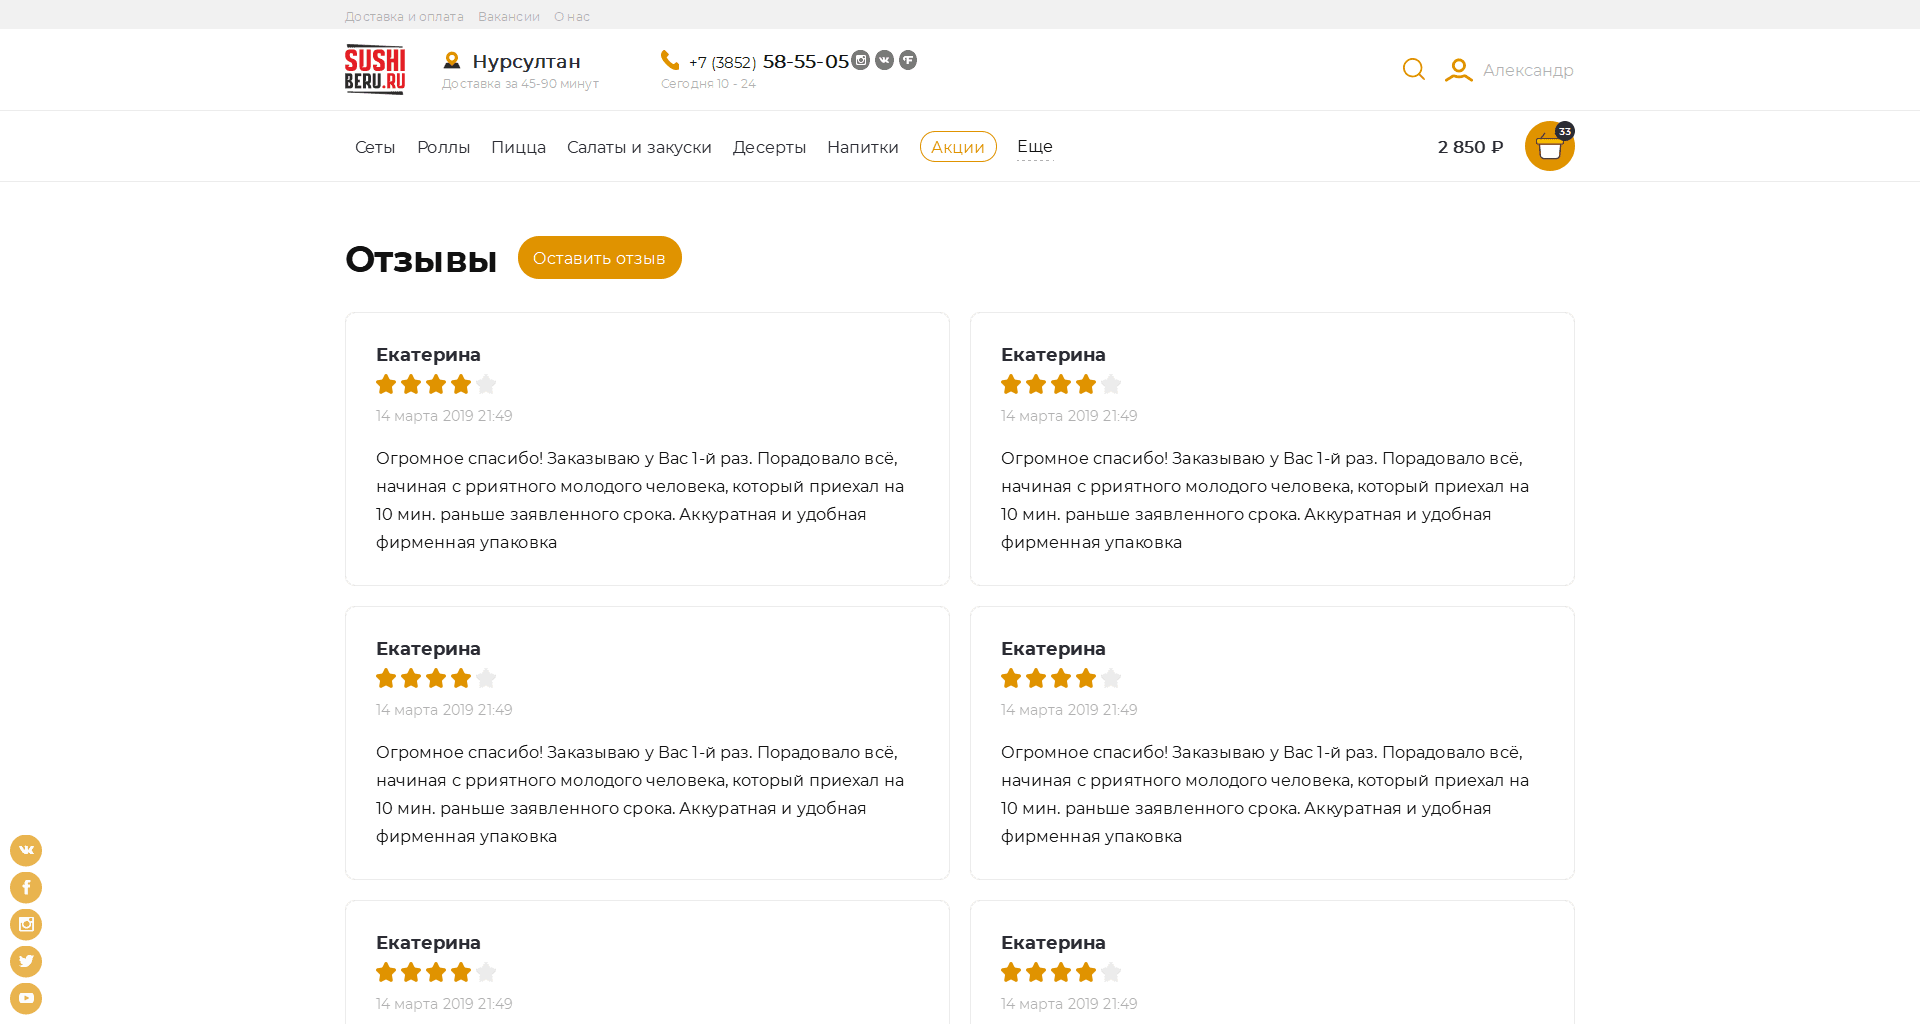 Доставка и оплата Вакансии О нас
SUSHI
BERU.RU
Нурсултан
Доставка за 45-90 минут
+7 (3852) 58-55-05
Сегодня 10 - 24
Александр
Сеты Роллы Пицца Салаты и закуски Десерты Напитки Акции Еще
2 850 ₽
33
Отзывы
Оставить отзыв
Екатерина
14 марта 2019 21:49
Огромное спасибо! Заказываю у Вас 1-й раз. Порадовало всё,
начиная с рриятного молодого человека, который приехал на
10 мин. раньше заявленного срока. Аккуратная и удобная
фирменная упаковка
Екатерина
14 марта 2019 21:49
Огромное спасибо! Заказываю у Вас 1-й раз. Порадовало всё,
начиная с рриятного молодого человека, который приехал на
10 мин. раньше заявленного срока. Аккуратная и удобная
фирменная упаковка
Екатерина
14 марта 2019 21:49
Огромное спасибо! Заказываю у Вас 1-й раз. Порадовало всё,
начиная с рриятного молодого человека, который приехал на
10 мин. раньше заявленного срока. Аккуратная и удобная
фирменная упаковка
Екатерина
14 марта 2019 21:49
Огромное спасибо! Заказываю у Вас 1-й раз. Порадовало всё,
начиная с рриятного молодого человека, который приехал на
10 мин. раньше заявленного срока. Аккуратная и удобная
фирменная упаковка
Екатерина
14 марта 2019 21:49
Екатерина
14 марта 2019 21:49